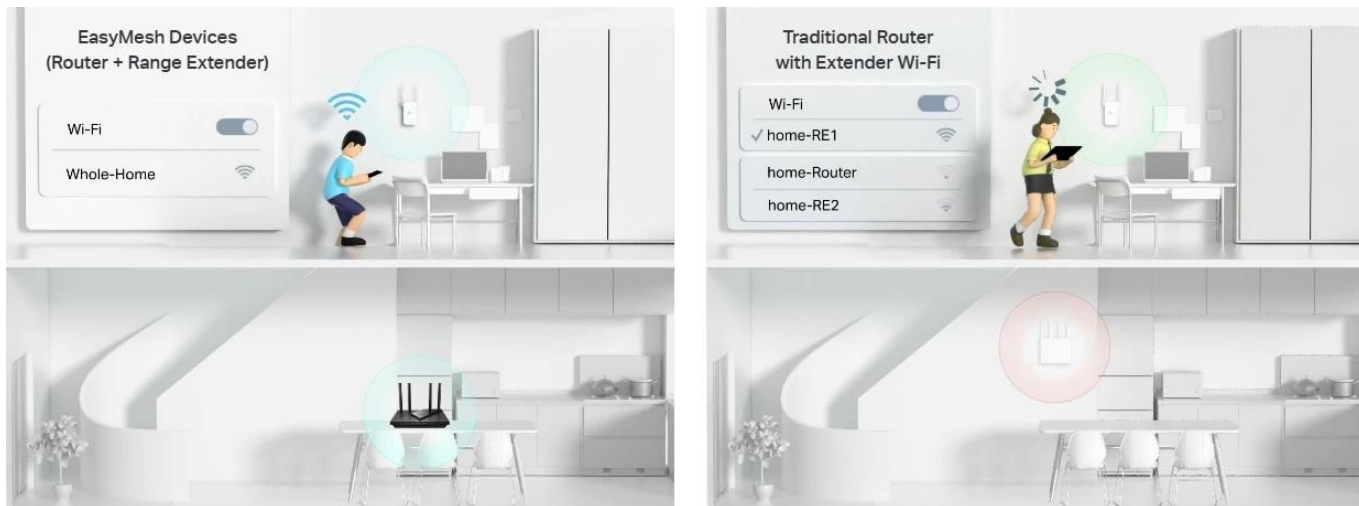 EasyMesh Devices
(Router + Range Extender)
Wi-Fi
Whole-Home
Traditional Router
with Extender Wi-Fi
Wi-Fi
home-RE1
home-Router
home-RE2